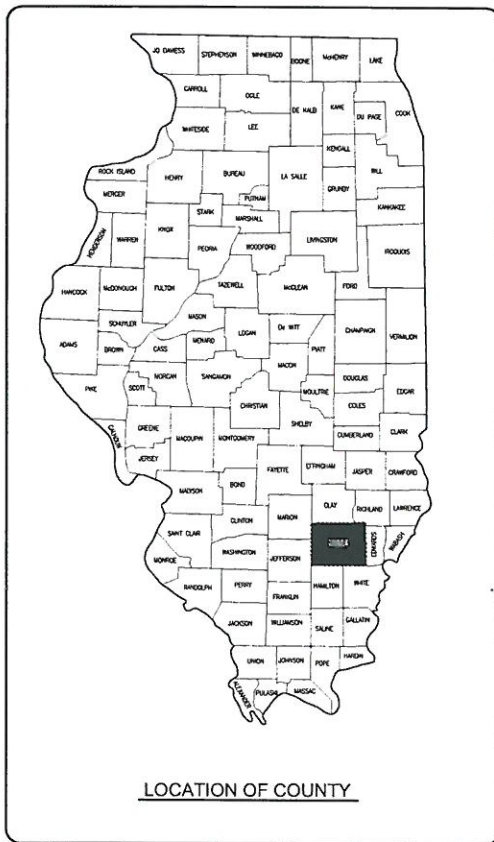 JO DAVIESS STEPHENSON WINNEBAGO BOONE McHENRY LAKE
CARROLL OGLE DE KALB KANE COOK
DU PAGE
WHITESIDE LEE
KENDALL
ROCK ISLAND HENRY BUREAU LA SALLE GRUNDY WILL
MERCER PUTNAM KANKAKEE
STARK MARSHALL
HENDERSON WARREN KNOX PEORIA WOODFORD LIVINGSTON IROQUOIS
HANCOCK McDONOUGH FULTON TAZEWELL McCLEAN FORD
MASON
SCHUYLER LOGAN De WITT CHAMPAIGN VERMILION
ADAMS BROWN CASS MENARD PIATT
MACON
PIKE SCOTT MORGAN SANGAMON MOULTRIE DOUGLAS EDGAR
CHRISTIAN COLES
CALHOUN GREENE SHELBY
MACOUPIN MONTGOMERY CUMBERLAND CLARK
JERSEY FAYETTE EFFINGHAM JASPER CRAWFORD
MADISON BOND
CLAY RICHLAND LAWRENCE
CLINTON MARION
SAINT CLAIR EDWARDS WABASH
MONROE WASHINGTON JEFFERSON
RANDOLPH PERRY HAMILTON WHITE
FRANKLIN
JACKSON WILLIAMSON SALINE GALLATIN
UNION JOHNSON POPE HARDIN
ALEXANDER PULASKI MASSAC
LOCATION OF COUNTY